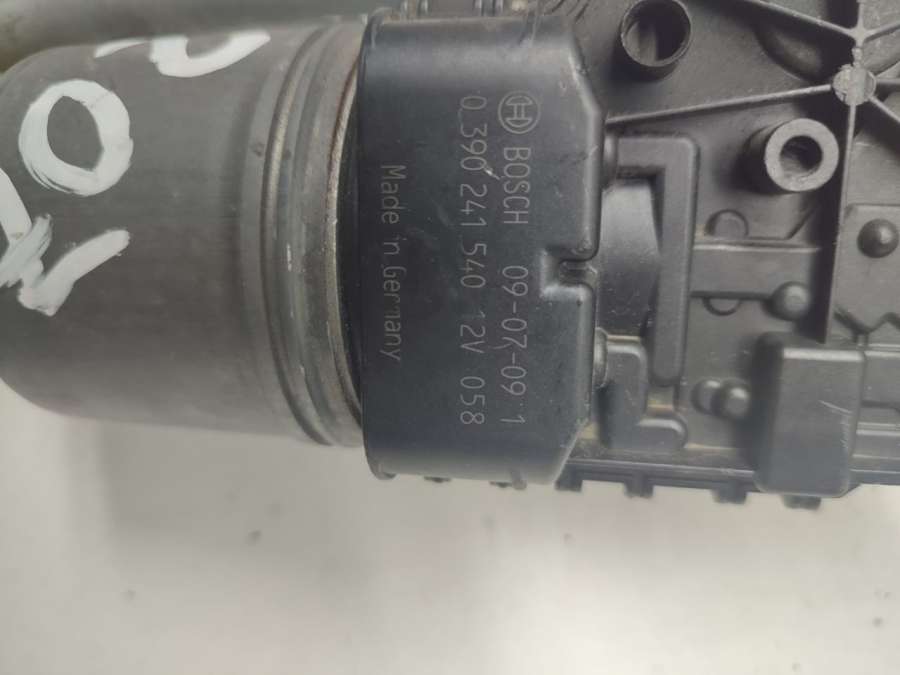 BOSCH 09-07-09 1
0 390 241 540 12V 058
Made in Germany